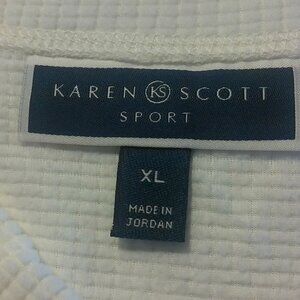 KAREN KS SCOTT
SPORT
XL
MADE IN
JORDAN